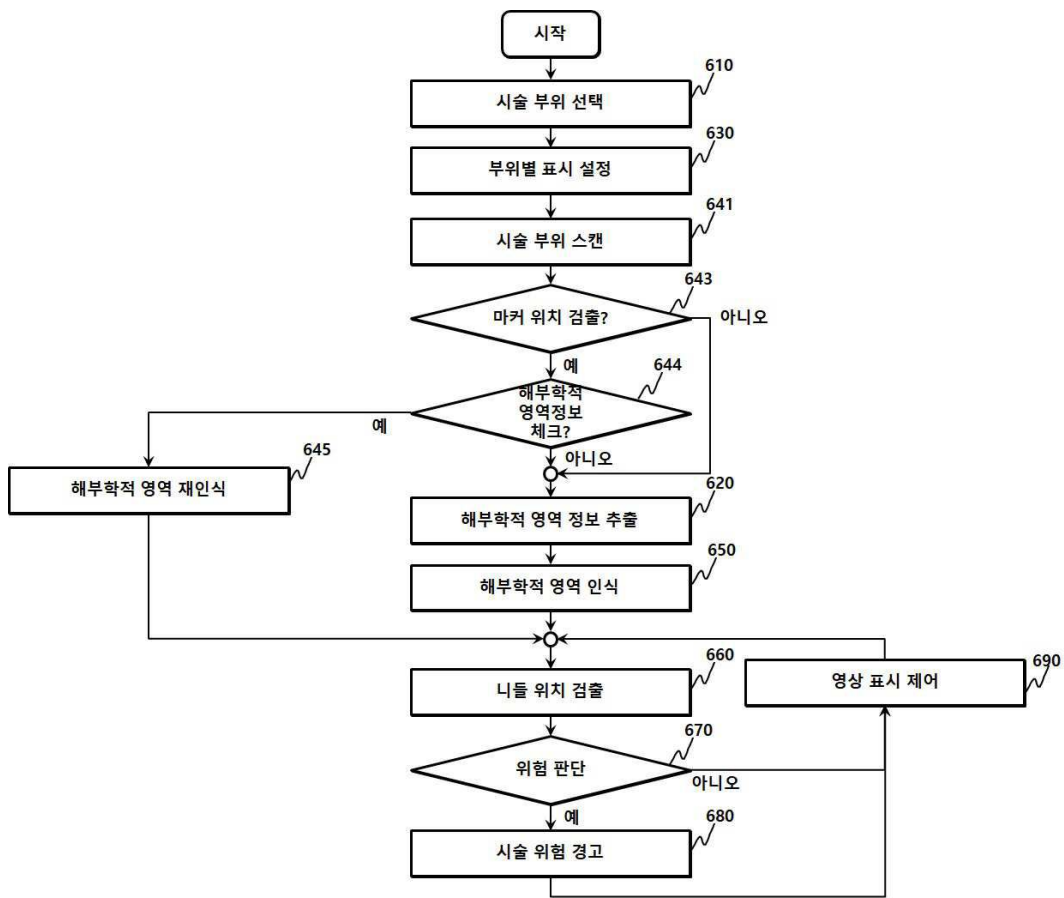 시작
610
시술 부위 선택
630
부위별 표시 설정
641
시술 부위 스캔
643
마커 위치 검출?
아니오
예
644
해부학적
영역정보
체크?
예
아니오
645
해부학적 영역 재인식
620
해부학적 영역 정보 추출
650
해부학적 영역 인식
660
니들 위치 검출
690
영상 표시 제어
670
위험 판단
아니오
예
680
시술 위험 경고